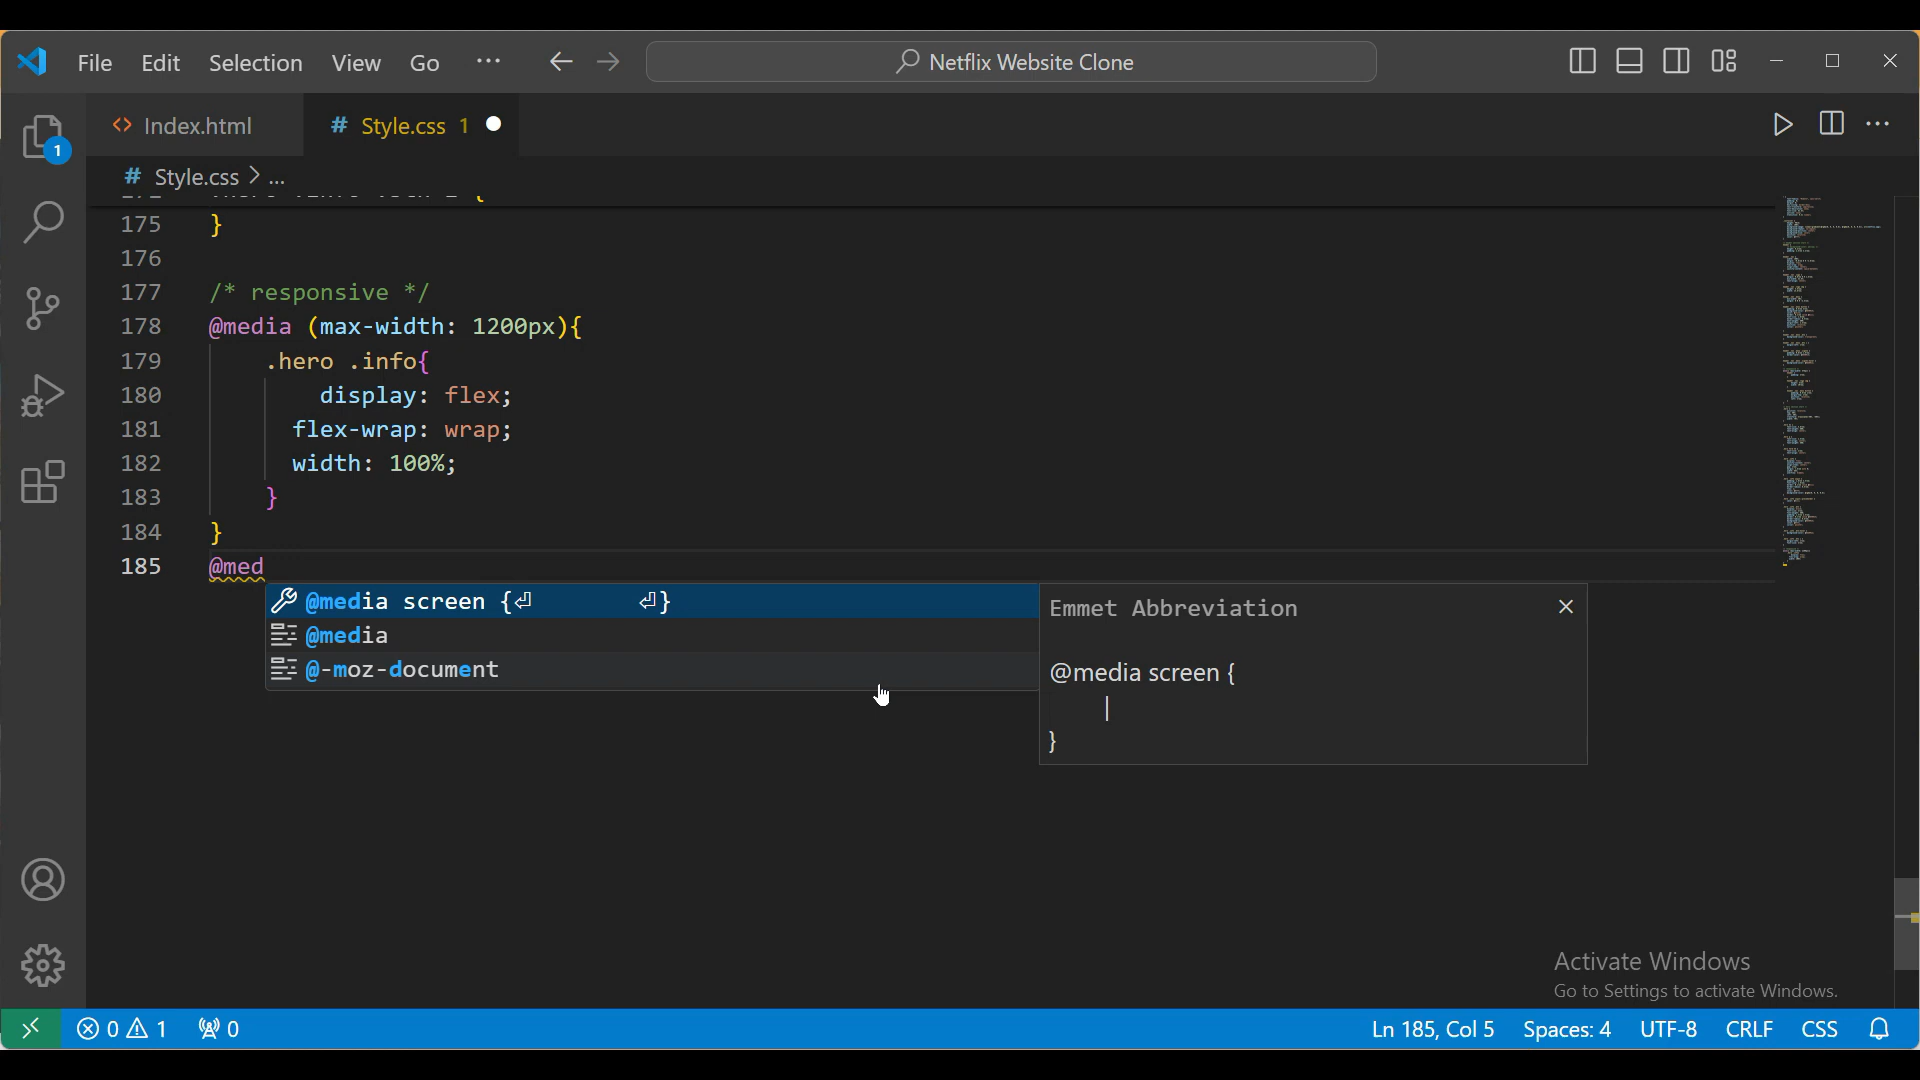 File Edit Selection View Go ··· Netflix Website Clone
Index.html # Style.css 1
1
# Style.css > ...
175 }
176
177 /* responsive */
178 @media (max-width: 1200px){
179 .hero .info{
180 display: flex;
181 flex-wrap: wrap;
182 width: 100%;
183 }
184 }
185 @med
@media screen {⏎ ⏎}
@media
@-moz-document
Emmet Abbreviation
@media screen {
|
}
Activate Windows
Go to Settings to activate Windows.
0 1 0 Ln 185, Col 5 Spaces: 4 UTF-8 CRLF CSS